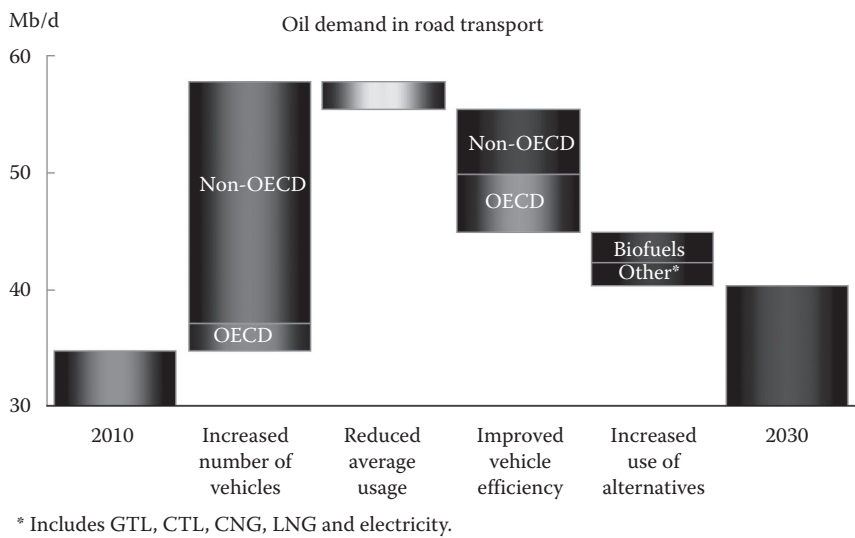 Mb/d
Oil demand in road transport
60
50
40
30
Non-OECD
OECD
Non-OECD
OECD
Biofuels
Other*
2010
Increased
number of
vehicles
Reduced
average
usage
Improved
vehicle
efficiency
Increased
use of
alternatives
2030
* Includes GTL, CTL, CNG, LNG and electricity.